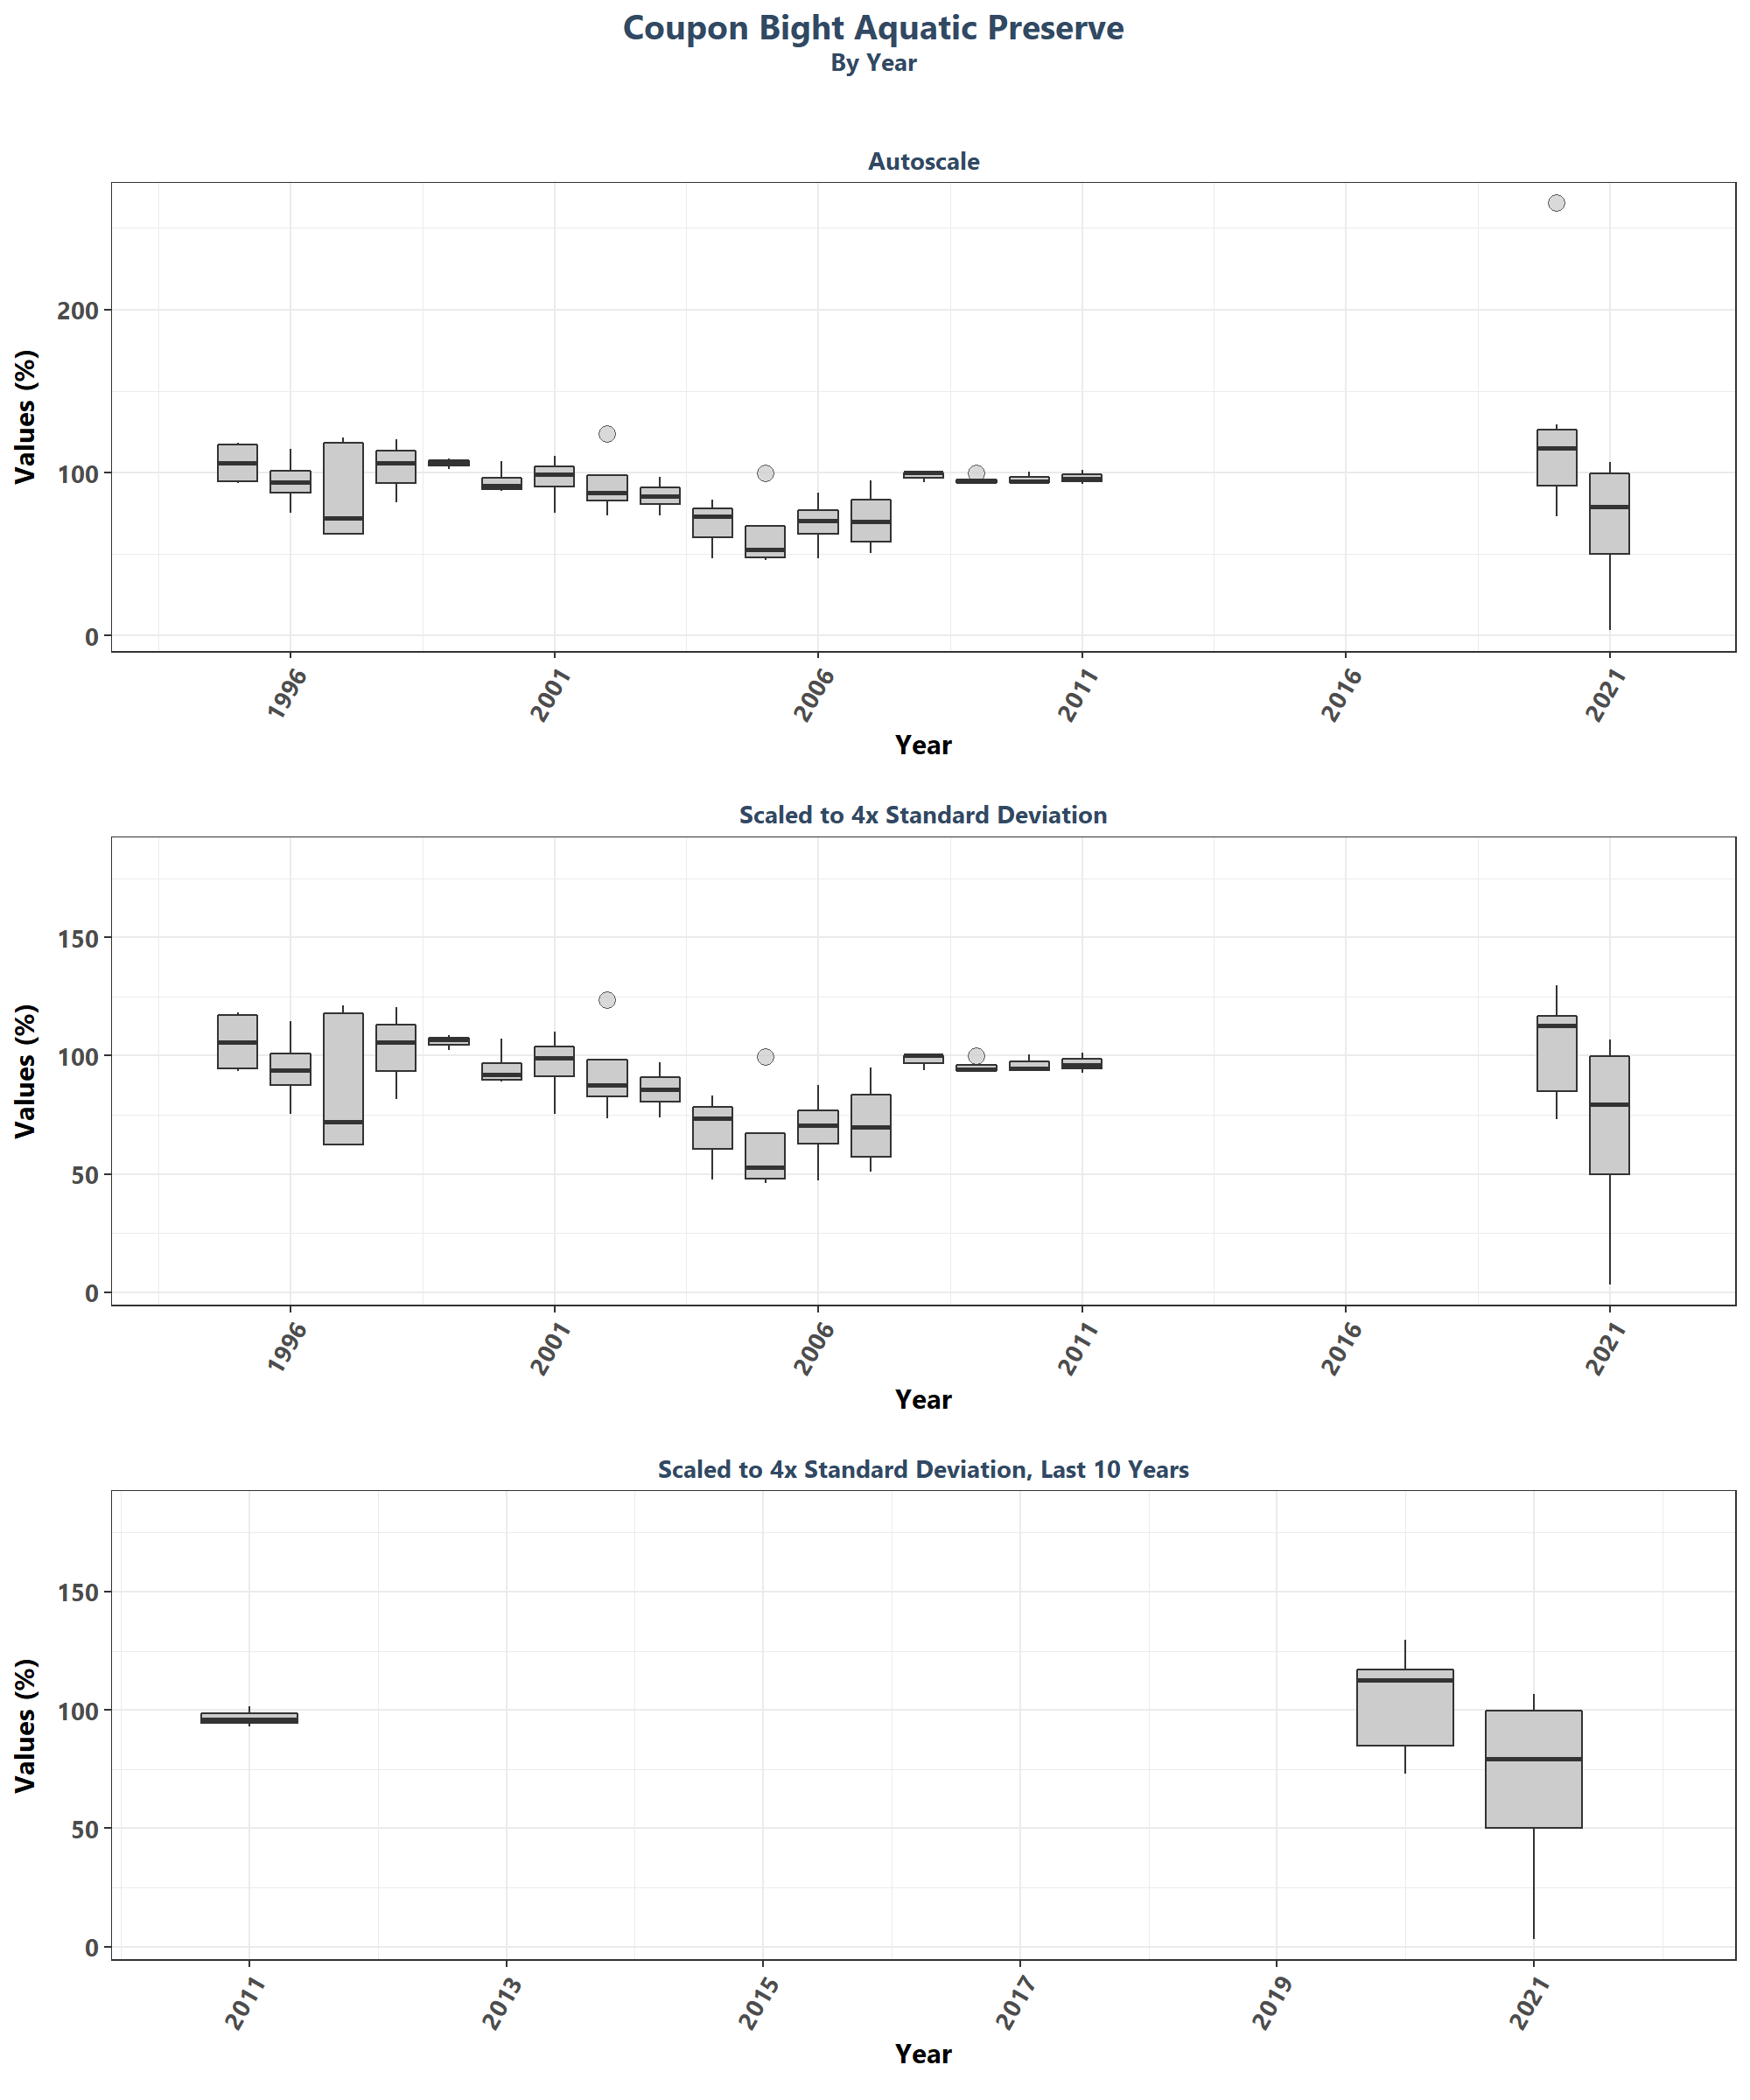 Coupon Bight Aquatic Preserve
By Year
Autoscale
Values (%)
200
100
0
1996
2001
2006
2011
2016
2021
Year
Scaled to 4x Standard Deviation
Values (%)
150
100
50
0
1996
2001
2006
2011
2016
2021
Year
Scaled to 4x Standard Deviation, Last 10 Years
Values (%)
150
100
50
0
2011
2013
2015
2017
2019
2021
Year